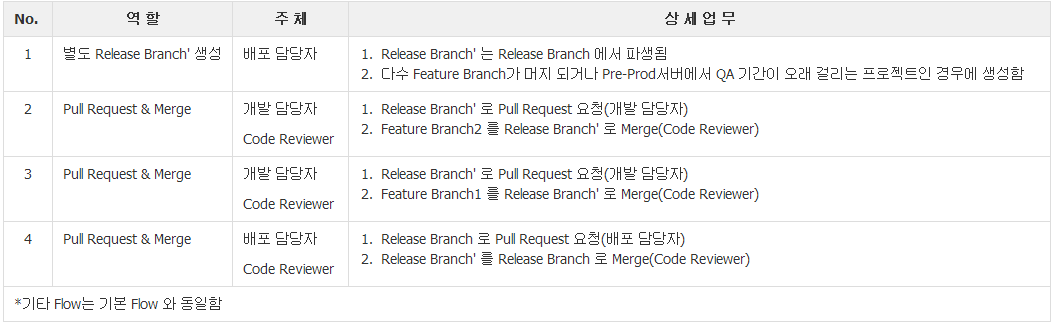 No. 역 할 주 체 상 세 업 무
1 별도 Release Branch' 생성 배포 담당자 1. Release Branch' 는 Release Branch 에서 파생됨
2. 다수 Feature Branch가 머지 되거나 Pre-Prod서버에서 QA 기간이 오래 걸리는 프로젝트인 경우에 생성함
2 Pull Request & Merge 개발 담당자 1. Release Branch' 로 Pull Request 요청(개발 담당자)
Code Reviewer 2. Feature Branch2 를 Release Branch' 로 Merge(Code Reviewer)
3 Pull Request & Merge 개발 담당자 1. Release Branch' 로 Pull Request 요청(개발 담당자)
Code Reviewer 2. Feature Branch1 를 Release Branch' 로 Merge(Code Reviewer)
4 Pull Request & Merge 배포 담당자 1. Release Branch 로 Pull Request 요청(배포 담당자)
Code Reviewer 2. Release Branch' 를 Release Branch 로 Merge(Code Reviewer)
*기타 Flow는 기본 Flow 와 동일함